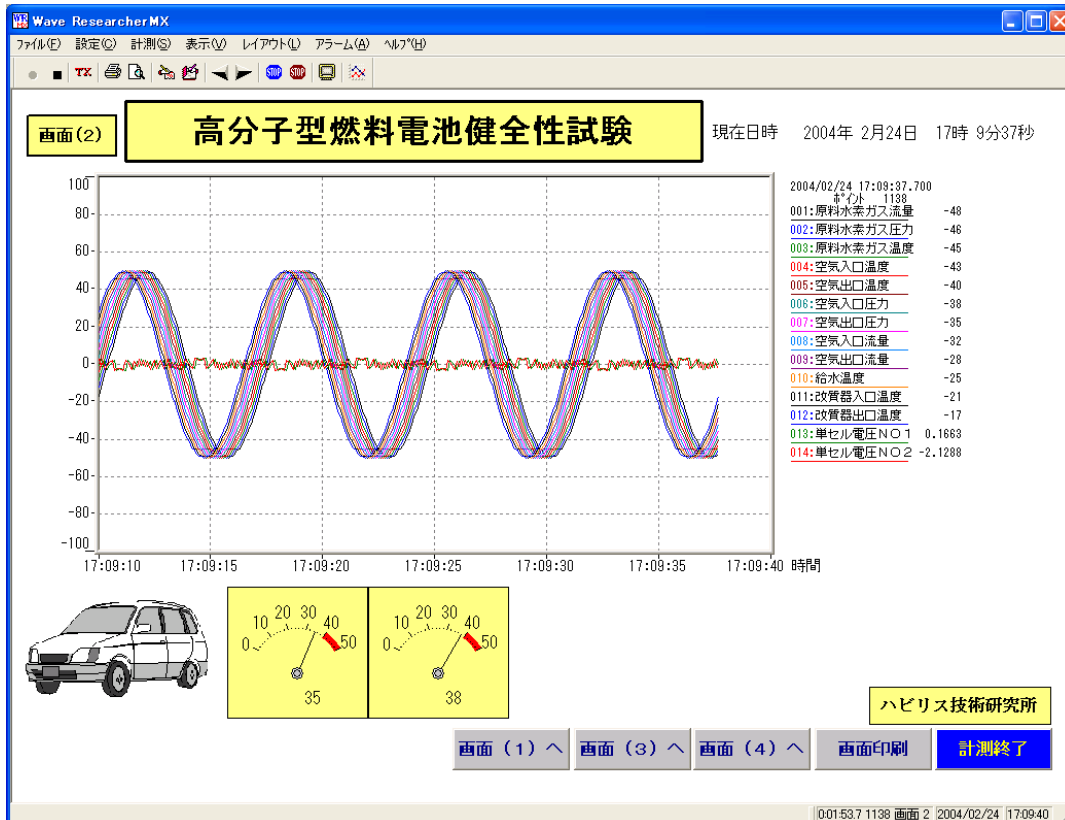 Wave ResearcherMX
ファイル(F) 設定(C) 計測(S) 表示(V) レイアウト(L) アラーム(A) ヘルプ(H)
TX STOP STOP
画面(2)
高分子型燃料電池健全性試験
現在日時 2004年 2月24日 17時 9分37秒
100
80
60
40
20
0
-20
-40
-60
-80
-100
17:09:10 17:09:15 17:09:20 17:09:25 17:09:30 17:09:35 17:09:40 時間
2004/02/24 17:09:37.700
ポイント 1138
001:原料水素ガス流量 -48
002:原料水素ガス圧力 -46
003:原料水素ガス温度 -45
004:空気入口温度 -43
005:空気出口温度 -40
006:空気入口圧力 -38
007:空気出口圧力 -35
008:空気入口流量 -32
009:空気出口流量 -28
010:給水温度 -25
011:改質器入口温度 -21
012:改質器出口温度 -17
013:単セル電圧NO1 0.1663
014:単セル電圧NO2 -2.1288
0 10 20 30 40 50
35
0 10 20 30 40 50
38
ハビリス技術研究所
画面(1)へ 画面(3)へ 画面(4)へ 画面印刷 計測終了
0:01:53.7 1138 画面 2 2004/02/24 17:09:40